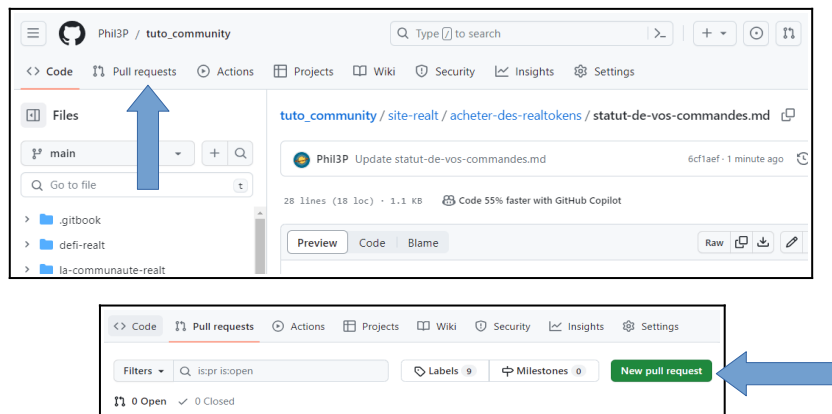 Phil3P / tuto_community
Type / to search
Code Pull requests Actions Projects Wiki Security Insights Settings
Files
tuto_community / site-realt / acheter-des-realtokens / statut-de-vos-commandes.md
main
Phil3P Update statut-de-vos-commandes.md
6cf1aef · 1 minute ago
Go to file
t
28 lines (18 loc) · 1.1 KB
Code 55% faster with GitHub Copilot
.gitbook
defi-realt
la-communaute-realt
Preview Code Blame
Raw
Code Pull requests Actions Projects Wiki Security Insights Settings
Filters
is:pr is:open
Labels 9
Milestones 0
New pull request
0 Open
0 Closed